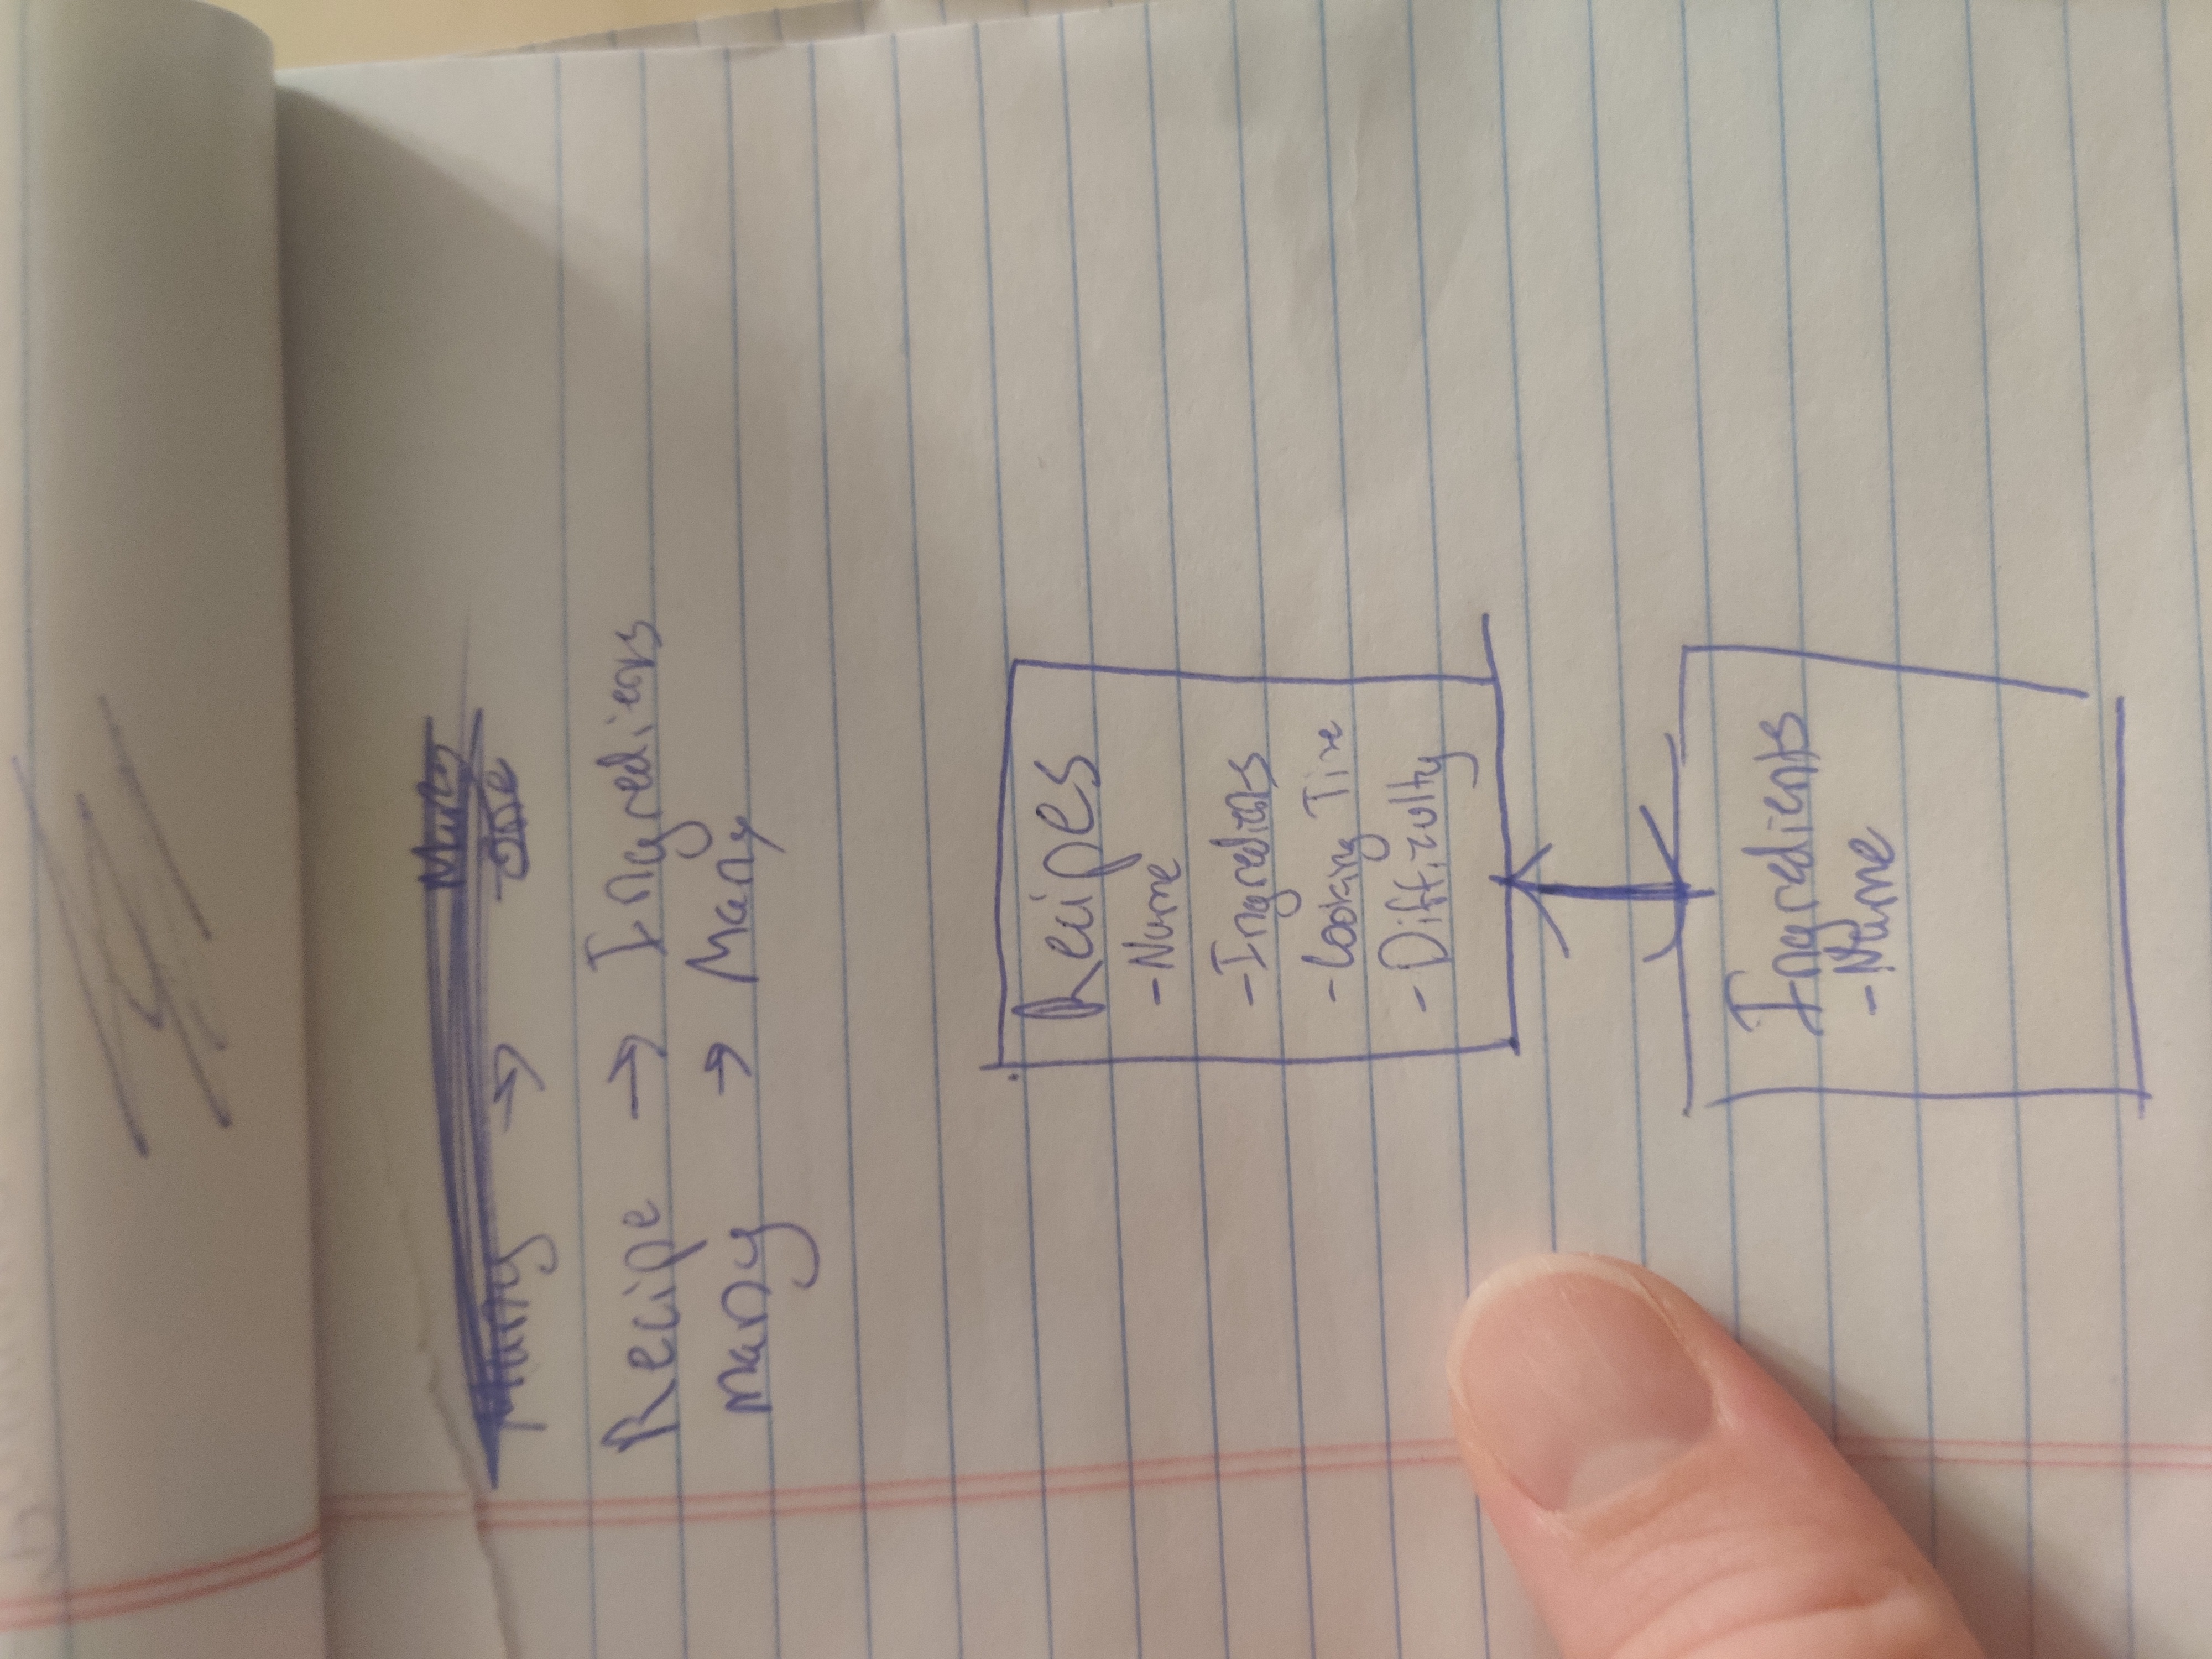 Many
Many → one
Recipe → Ingredients
many → Many
Recipes
- Name
- Ingredients
- Cooking Time
- Difficulty
Ingredients
- Name